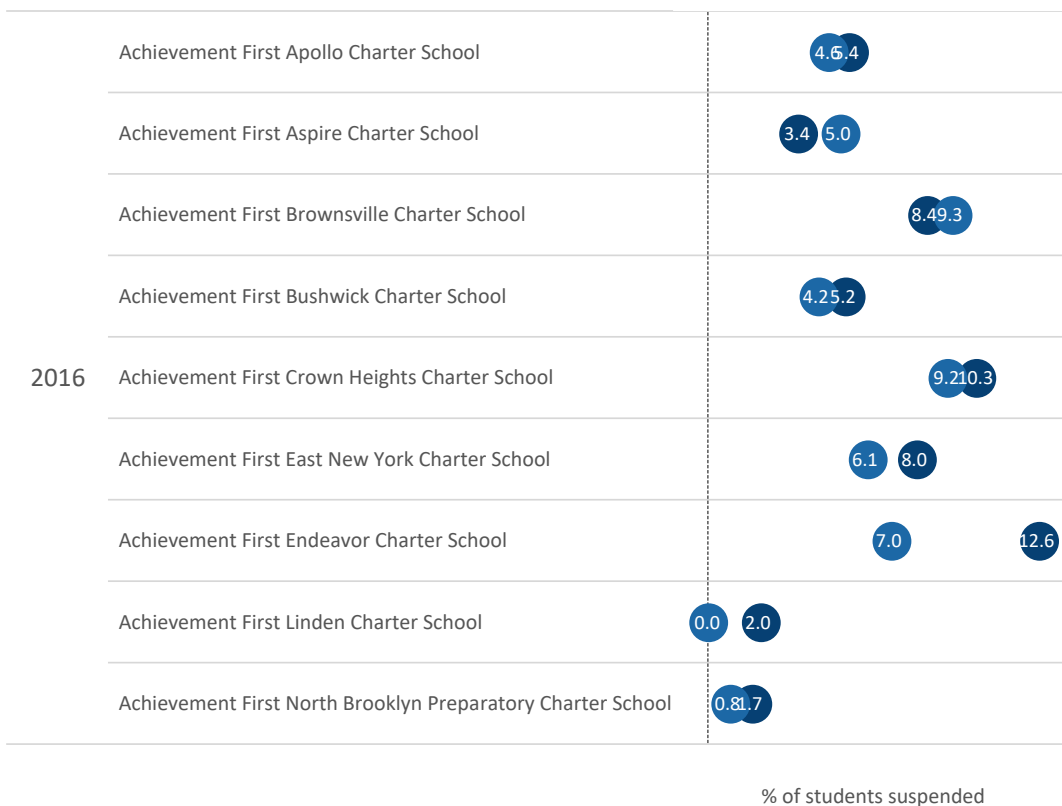 Achievement First Apollo Charter School 4.6 5.4
Achievement First Aspire Charter School 3.4 5.0
Achievement First Brownsville Charter School 8.4 9.3
Achievement First Bushwick Charter School 4.2 5.2
2016 Achievement First Crown Heights Charter School 9.2 10.3
Achievement First East New York Charter School 6.1 8.0
Achievement First Endeavor Charter School 7.0 12.6
Achievement First Linden Charter School 0.0 2.0
Achievement First North Brooklyn Preparatory Charter School 0.8 1.7
% of students suspended